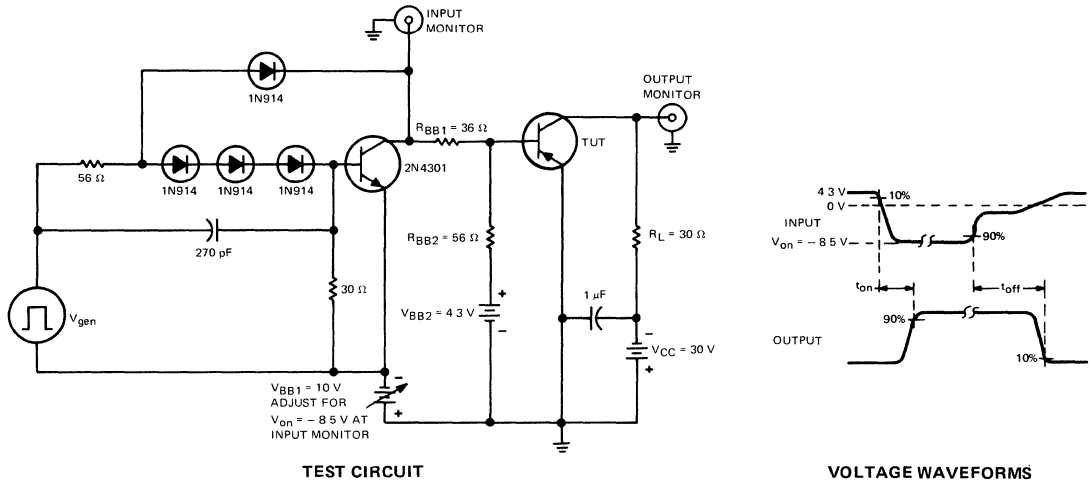 INPUT
MONITOR
1N914
OUTPUT
MONITOR
RBB1 = 36 Ω
TUT
2N4301
56 Ω
1N914
1N914
1N914
270 pF
RBB2 = 56 Ω
RL = 30 Ω
30 Ω
1 μF
Vgen
+
VBB2 = 4 3 V
-
-
VCC = 30 V
+
VBB1 = 10 V
ADJUST FOR
Von = – 8 5 V AT
INPUT MONITOR
-
+
TEST CIRCUIT
4 3 V
10%
0 V
INPUT
Von = – 8 5 V
90%
ton
toff
90%
OUTPUT
10%
VOLTAGE WAVEFORMS